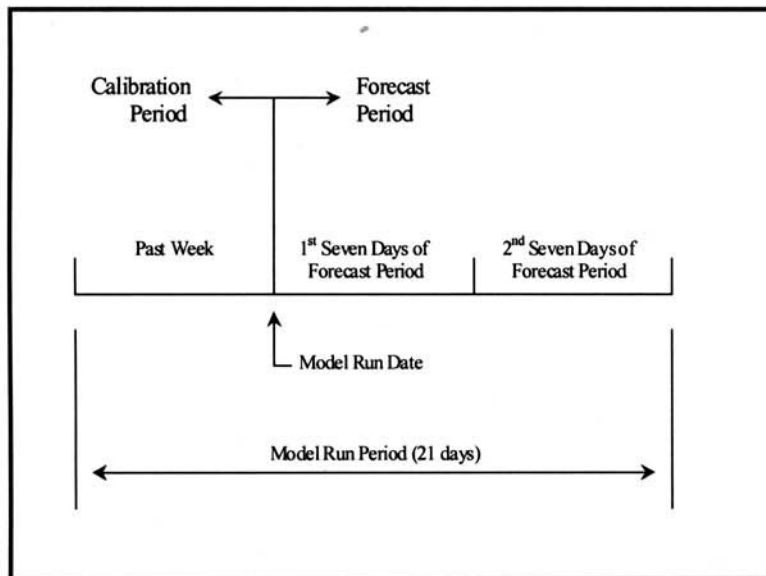 Calibration
Period
Forecast
Period
Past Week
1st Seven Days of
Forecast Period
2nd Seven Days of
Forecast Period
Model Run Date
Model Run Period (21 days)